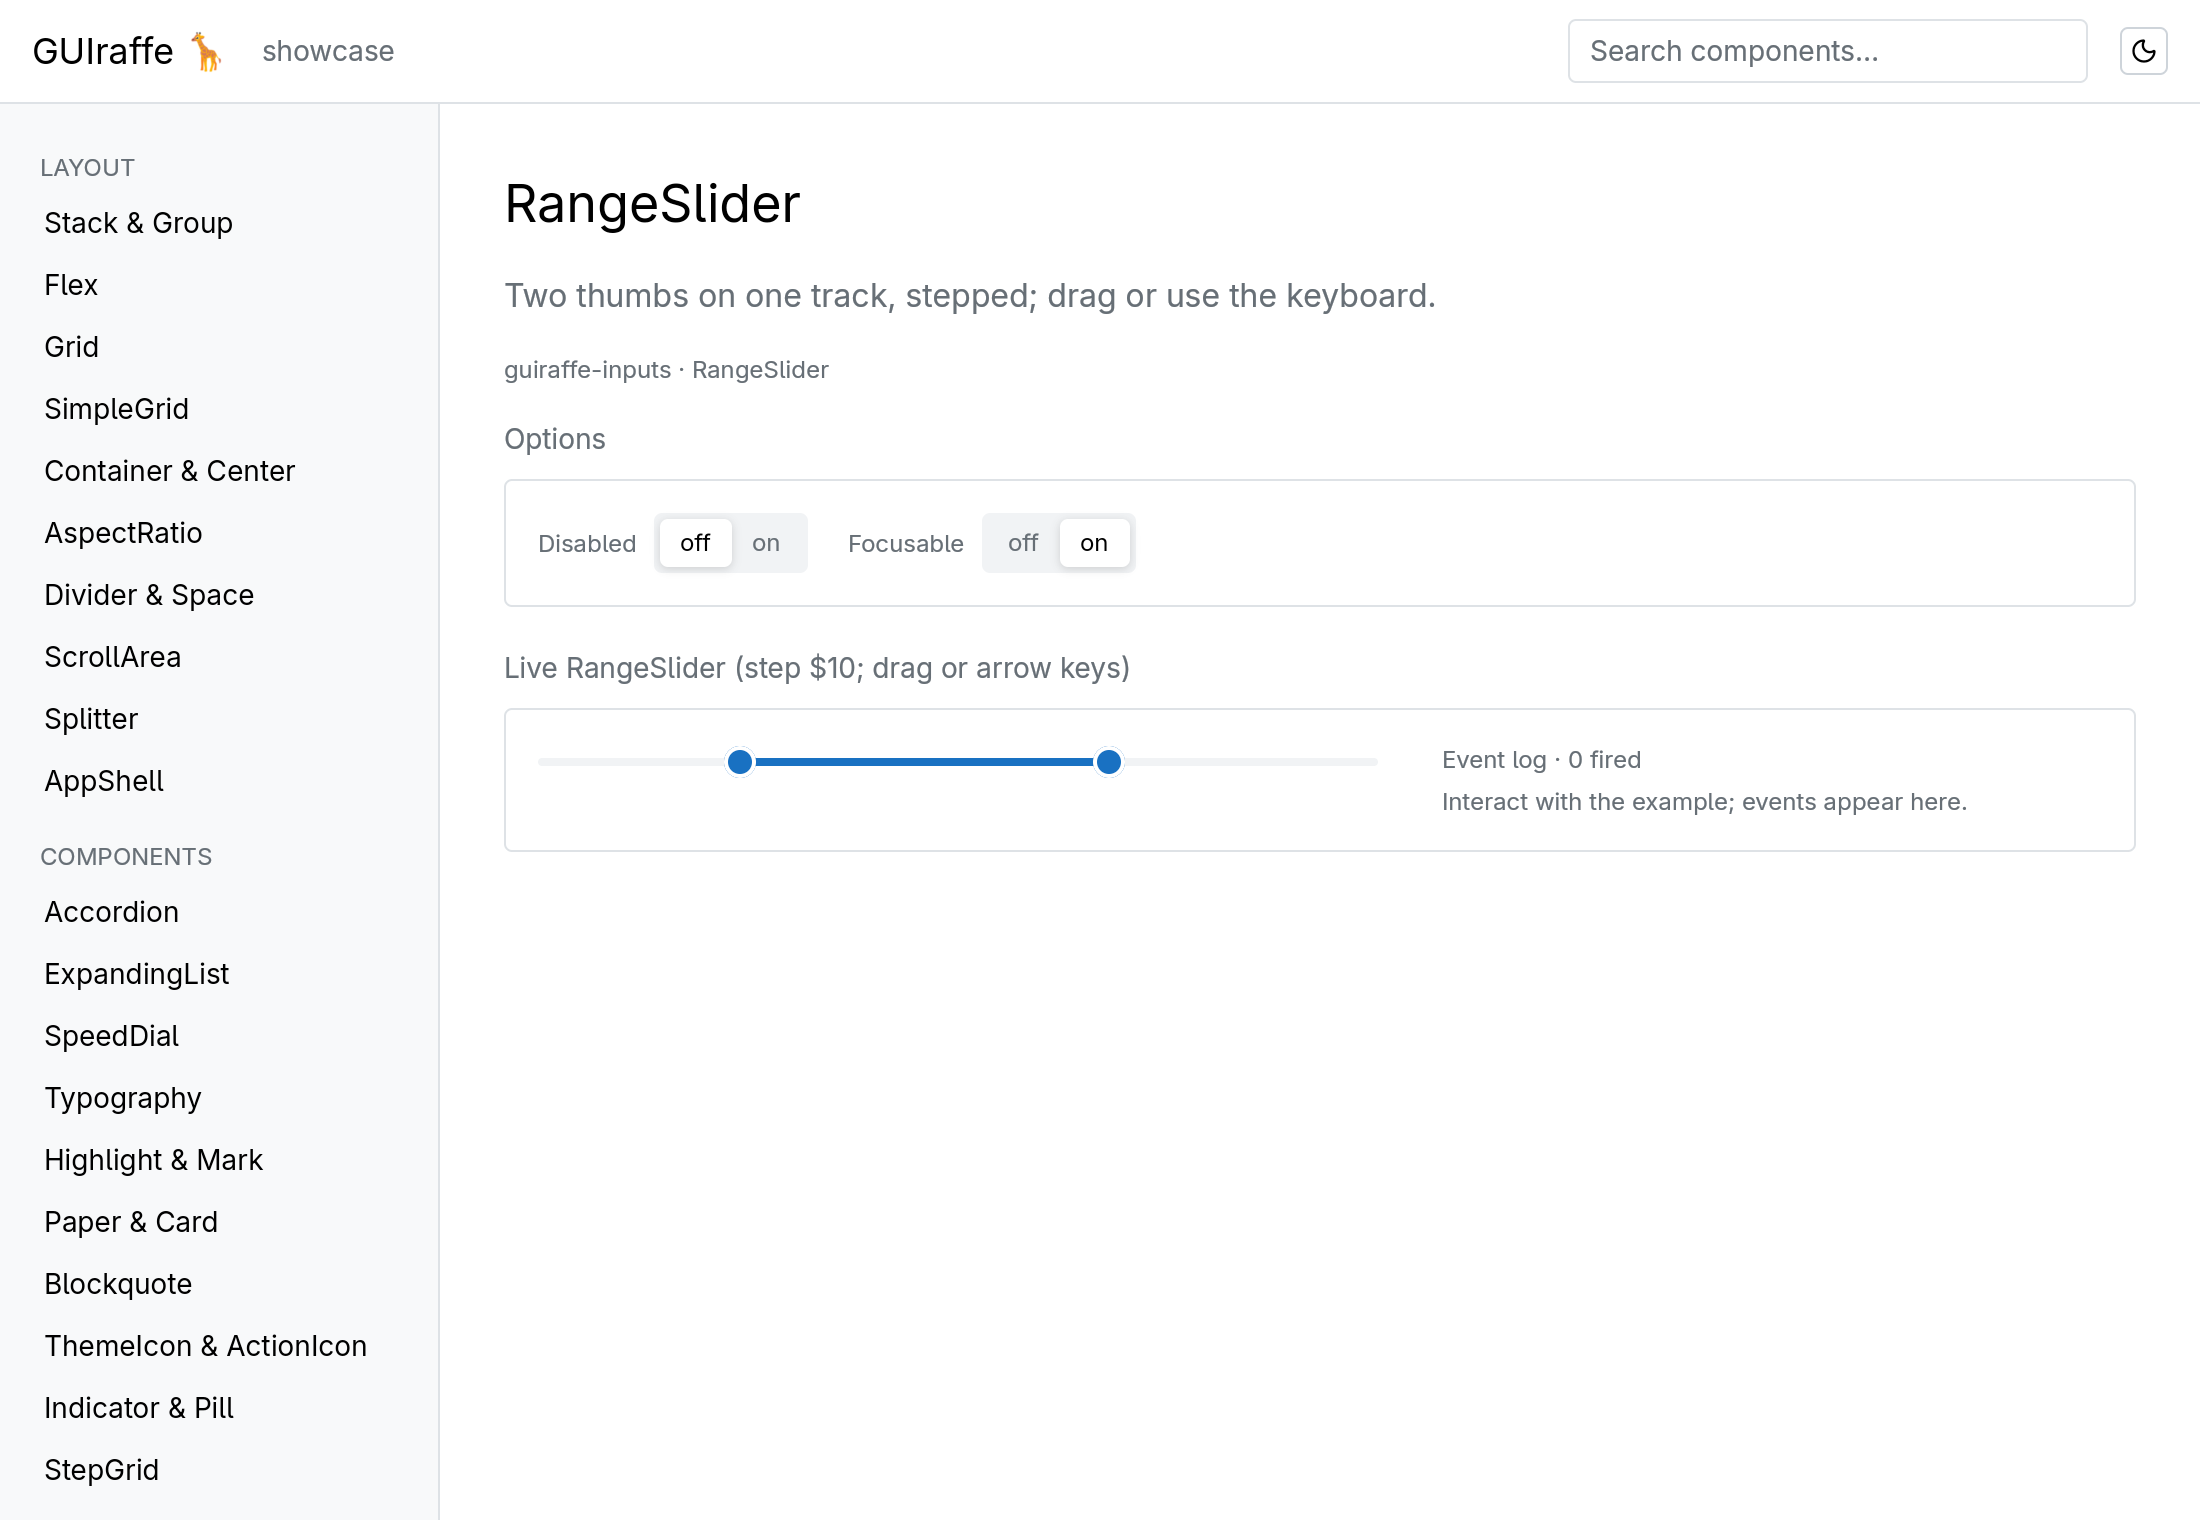 GUIraffe 🦒 showcase Search components...
LAYOUT
Stack & Group
Flex
Grid
SimpleGrid
Container & Center
AspectRatio
Divider & Space
ScrollArea
Splitter
AppShell
COMPONENTS
Accordion
ExpandingList
SpeedDial
Typography
Highlight & Mark
Paper & Card
Blockquote
ThemeIcon & ActionIcon
Indicator & Pill
StepGrid
RangeSlider
Two thumbs on one track, stepped; drag or use the keyboard.
guiraffe-inputs · RangeSlider
Options
Disabled off on Focusable off on
Live RangeSlider (step $10; drag or arrow keys)
Event log · 0 fired
Interact with the example; events appear here.